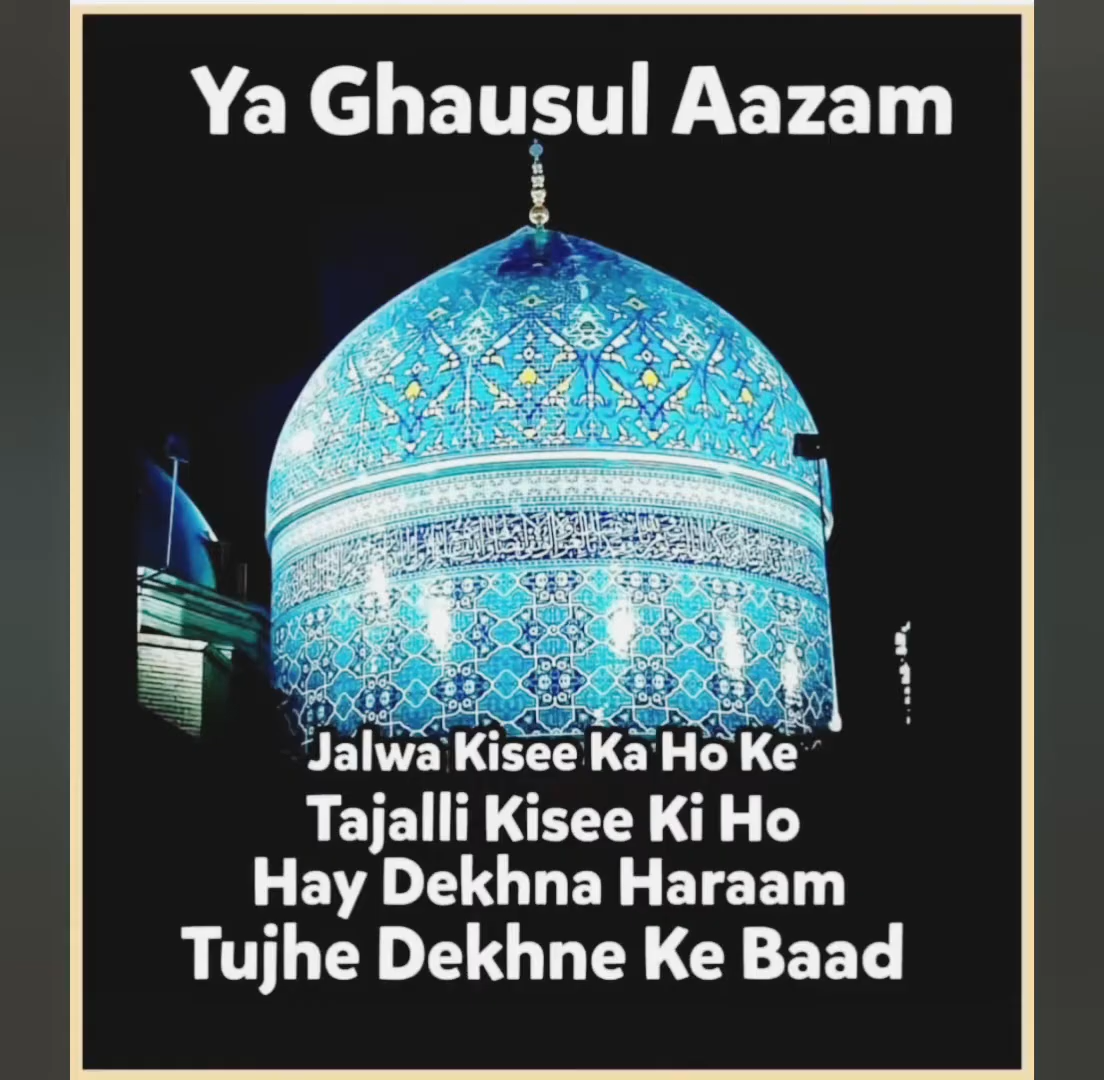 Ya Ghausul Aazam
Jalwa Kisee Ka Ho Ke
Tajalli Kisee Ki Ho
Hay Dekhna Haraam
Tujhe Dekhne Ke Baad